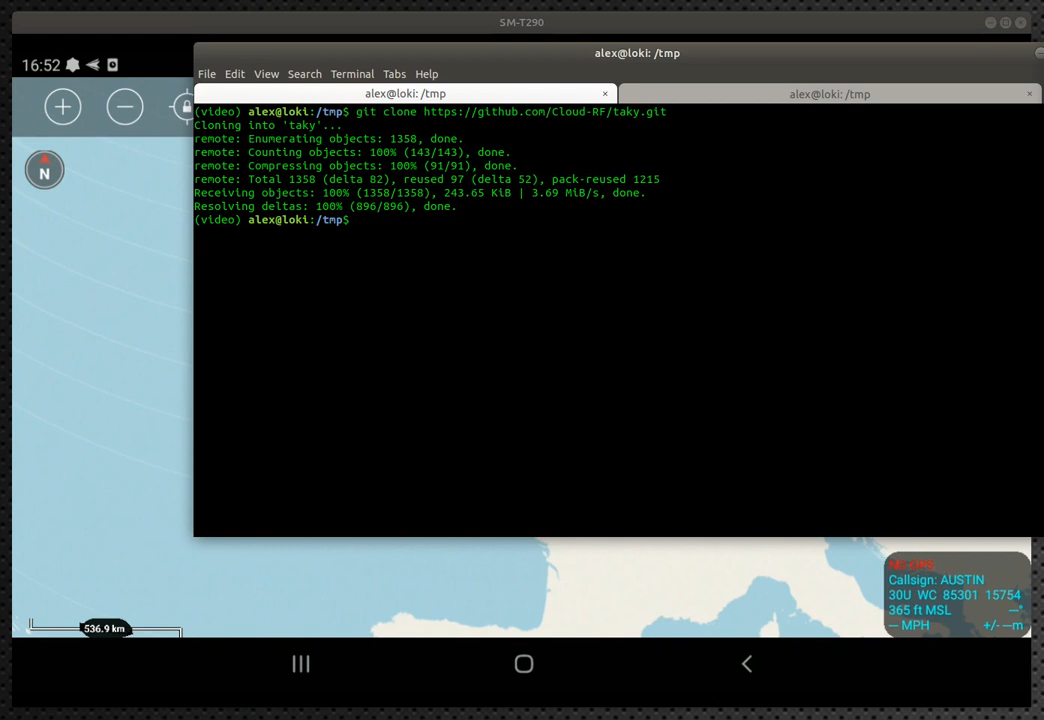 SM-T290
alex@loki: /tmp
16:52
File Edit View Search Terminal Tabs Help
alex@loki: /tmp × alex@loki: /tmp ×
(video) alex@loki:/tmp$ git clone https://github.com/Cloud-RF/taky.git
Cloning into 'taky'...
remote: Enumerating objects: 1358, done.
remote: Counting objects: 100% (143/143), done.
remote: Compressing objects: 100% (91/91), done.
remote: Total 1358 (delta 82), reused 97 (delta 52), pack-reused 1215
Receiving objects: 100% (1358/1358), 243.65 KiB | 3.69 MiB/s, done.
Resolving deltas: 100% (896/896), done.
(video) alex@loki:/tmp$
N
NO GPS
Callsign: AUSTIN
30U WC 85301 15754
365 ft MSL ---°
--- MPH +/- ---m
536.9 km